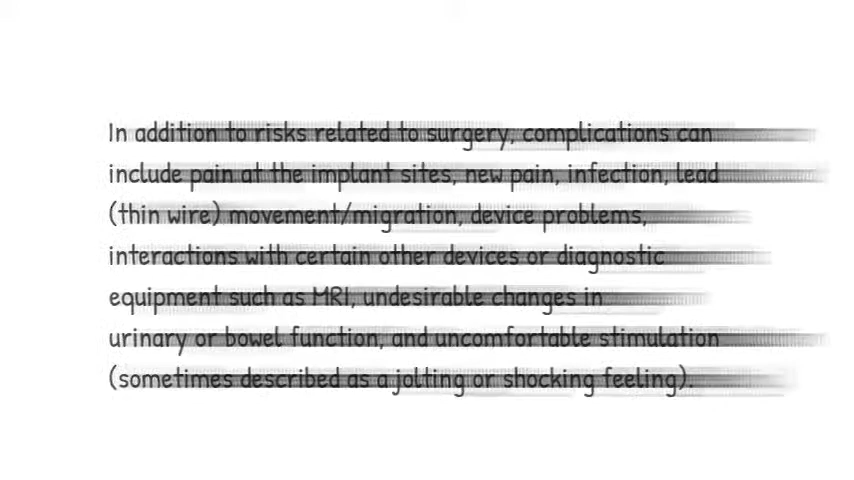 In addition to risks related to surgery, complications can
include pain at the implant sites, new pain, infection, lead
(thin wire) movement/migration, device problems,
interactions with certain other devices or diagnostic
equipment such as MRI, undesirable changes in
urinary or bowel function, and uncomfortable stimulation
(sometimes described as a jolting or shocking feeling).